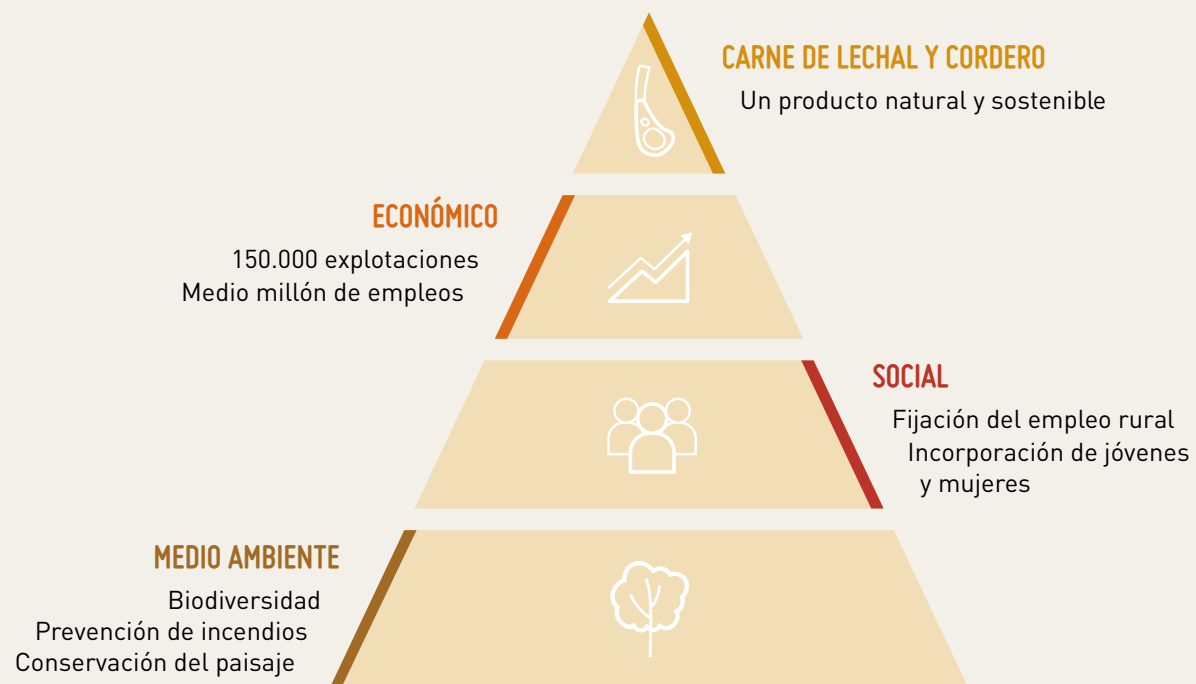 CARNE DE LECHAL Y CORDERO
Un producto natural y sostenible
ECONÓMICO
150.000 explotaciones
Medio millón de empleos
SOCIAL
Fijación del empleo rural
Incorporación de jóvenes
y mujeres
MEDIO AMBIENTE
Biodiversidad
Prevención de incendios
Conservación del paisaje